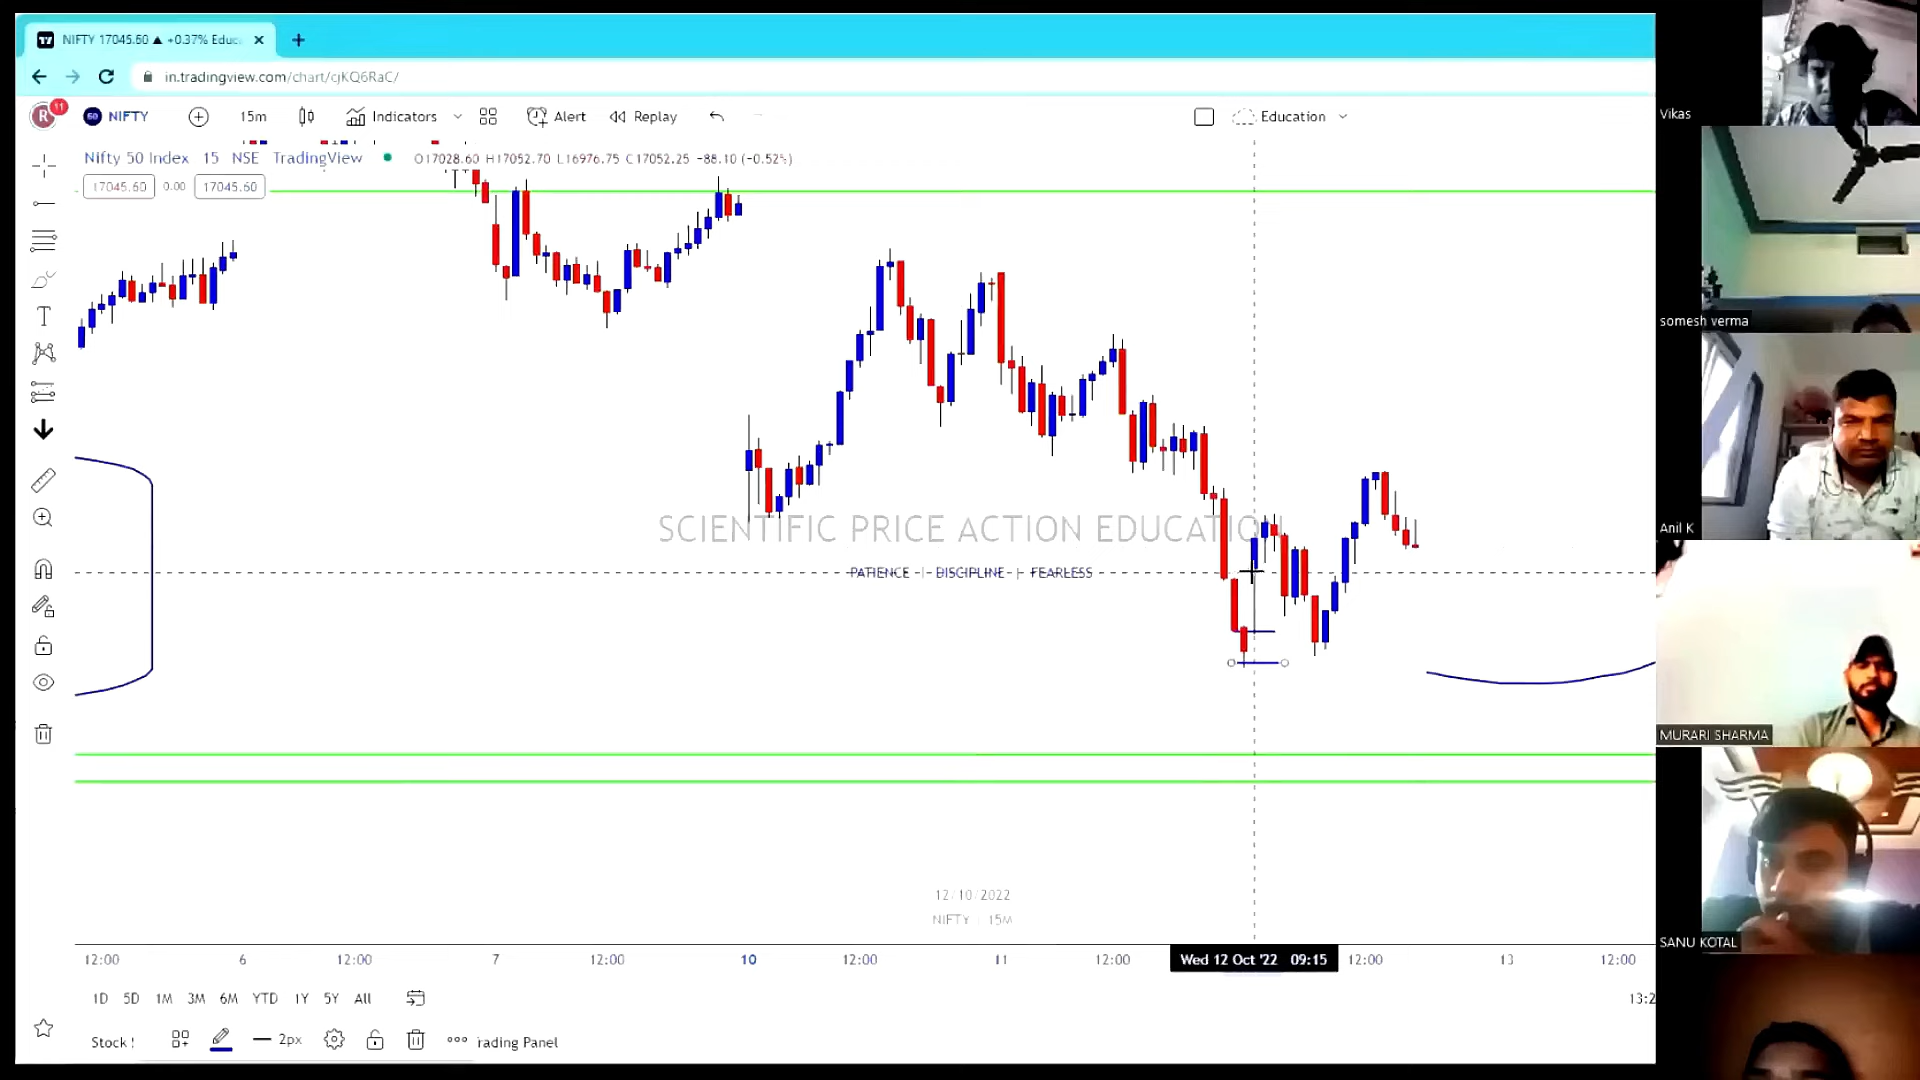 NIFTY 17045.60 ▲ +0.37% Educ
in.tradingview.com/chart/cjKQ6RaC/
R 11 50 NIFTY 15m Indicators Alert Replay Education
Nifty 50 Index 15 NSE TradingView O17028.60 H17052.70 L16976.75 C17052.25 −88.10 (−0.52%)
17045.60 0.00 17045.60
T
SCIENTIFIC PRICE ACTION EDUCATIO
PATIENCE | DISCIPLINE | FEARLESS
12/10/2022
NIFTY 15M
12:00 6 12:00 7 12:00 10 12:00 11 12:00 Wed 12 Oct '22 09:15 12:00 13 12:00
1D 5D 1M 3M 6M YTD 1Y 5Y All 13:2
Stock 2px rading Panel
Vikas
somesh verma
Anil K
MURARI SHARMA
SANU KOTAL